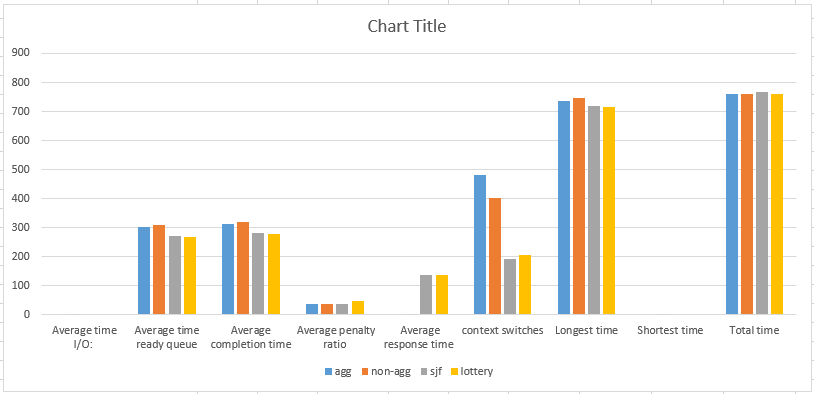 Chart Title
900
800
700
600
500
400
300
200
100
0
Average time I/O:
Average time ready queue
Average completion time
Average penalty ratio
Average response time
context switches
Longest time
Shortest time
Total time
agg non-agg sjf lottery